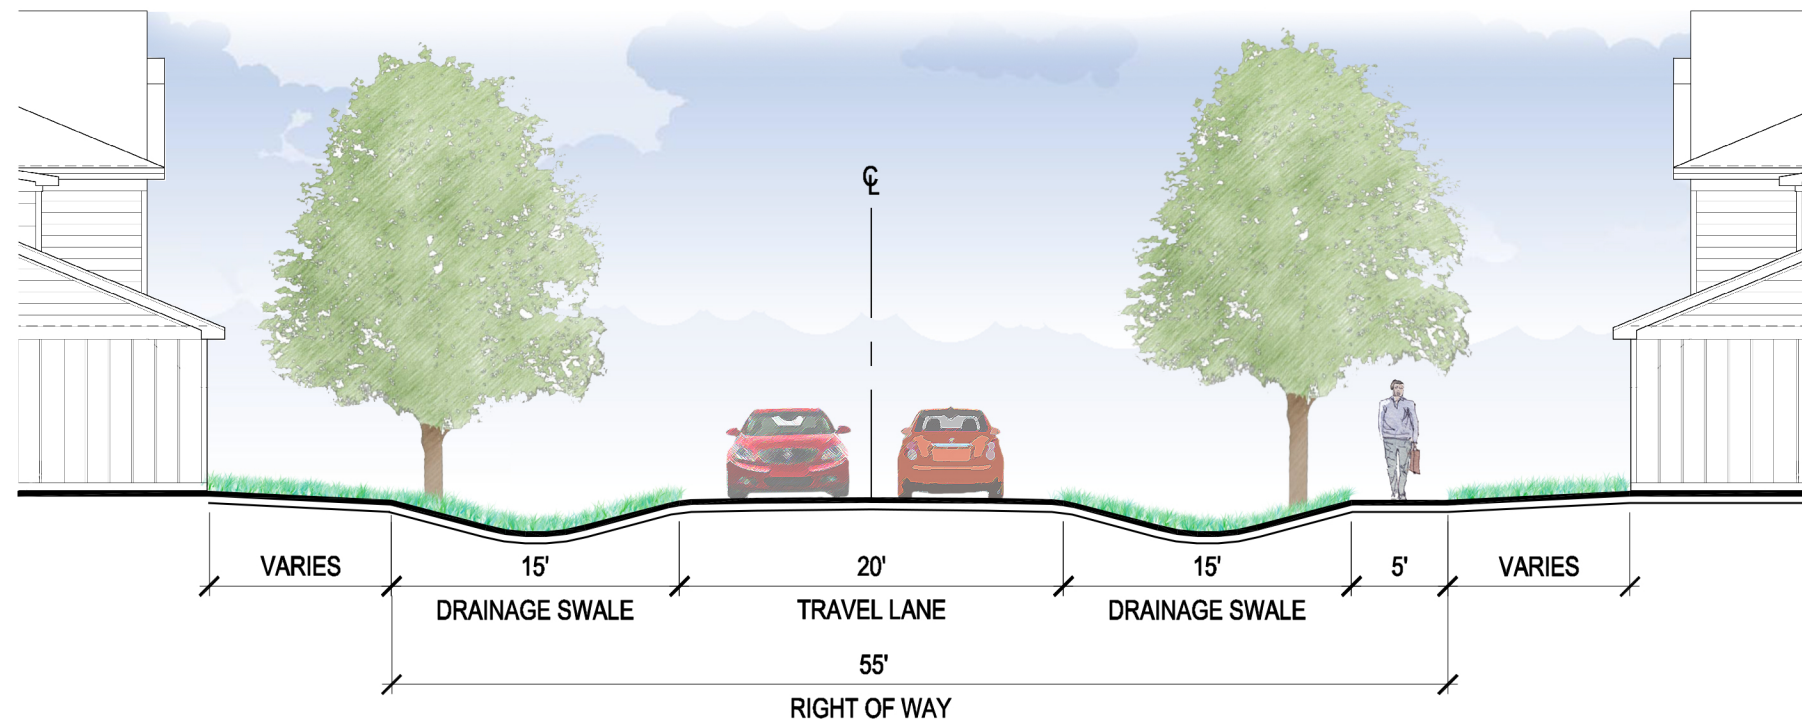 ℄
VARIES 15' 20' 15' 5' VARIES
DRAINAGE SWALE TRAVEL LANE DRAINAGE SWALE
55'
RIGHT OF WAY